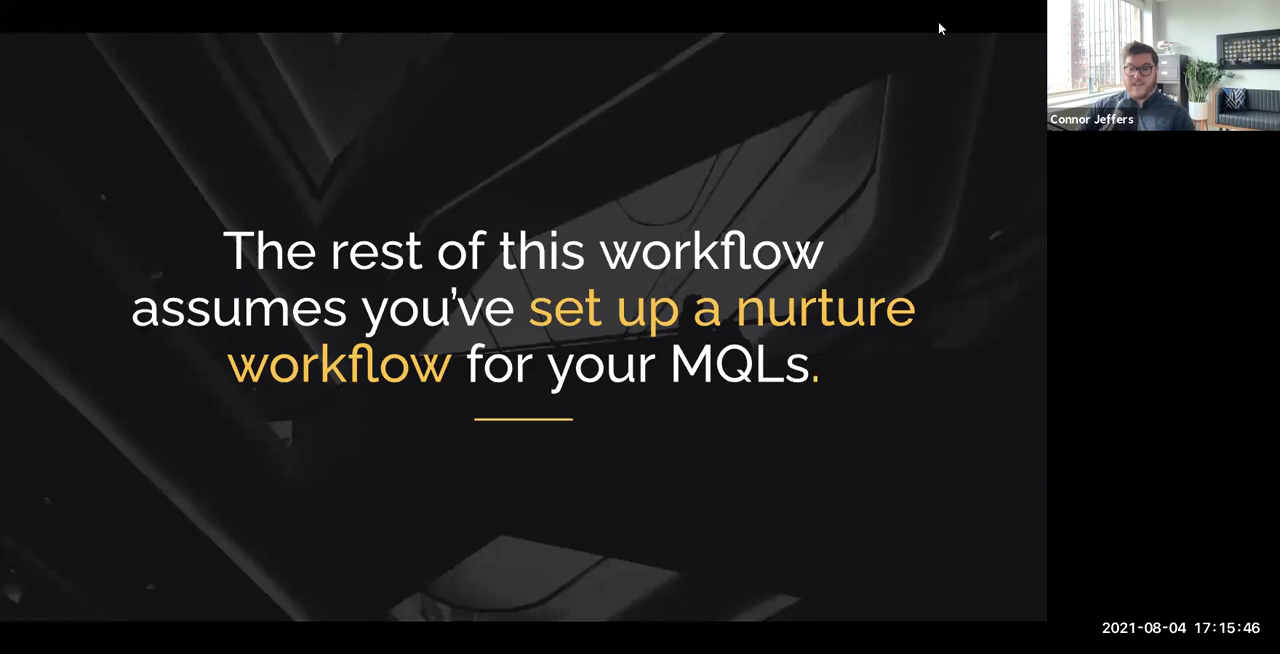 The rest of this workflow
assumes you’ve set up a nurture
workflow for your MQLs.
Connor Jeffers
2021-08-04 17:15:46